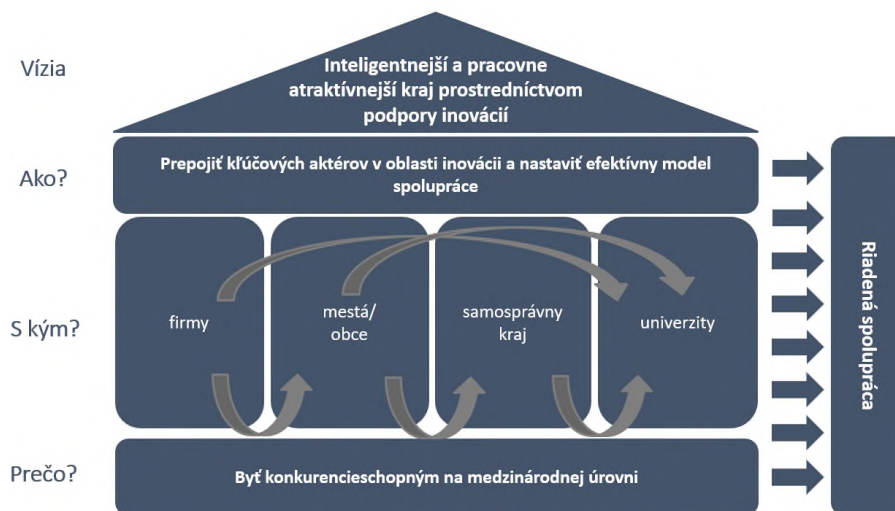 Vízia
Inteligentnejší a pracovne
atraktívnejší kraj prostredníctvom
podpory inovácií
Ako?
Prepojiť kľúčových aktérov v oblasti inovácii a nastaviť efektívny model
spolupráce
S kým?
firmy
mestá/
obce
samosprávny
kraj
univerzity
Prečo?
Byť konkurencieschopným na medzinárodnej úrovni
Riadená spolupráca